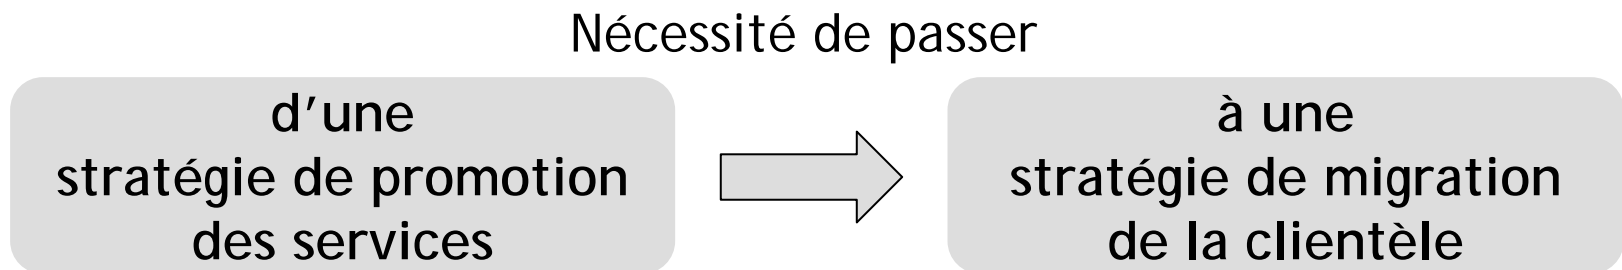 Nécessité de passer
d'une
stratégie de promotion
des services
à une
stratégie de migration
de la clientèle